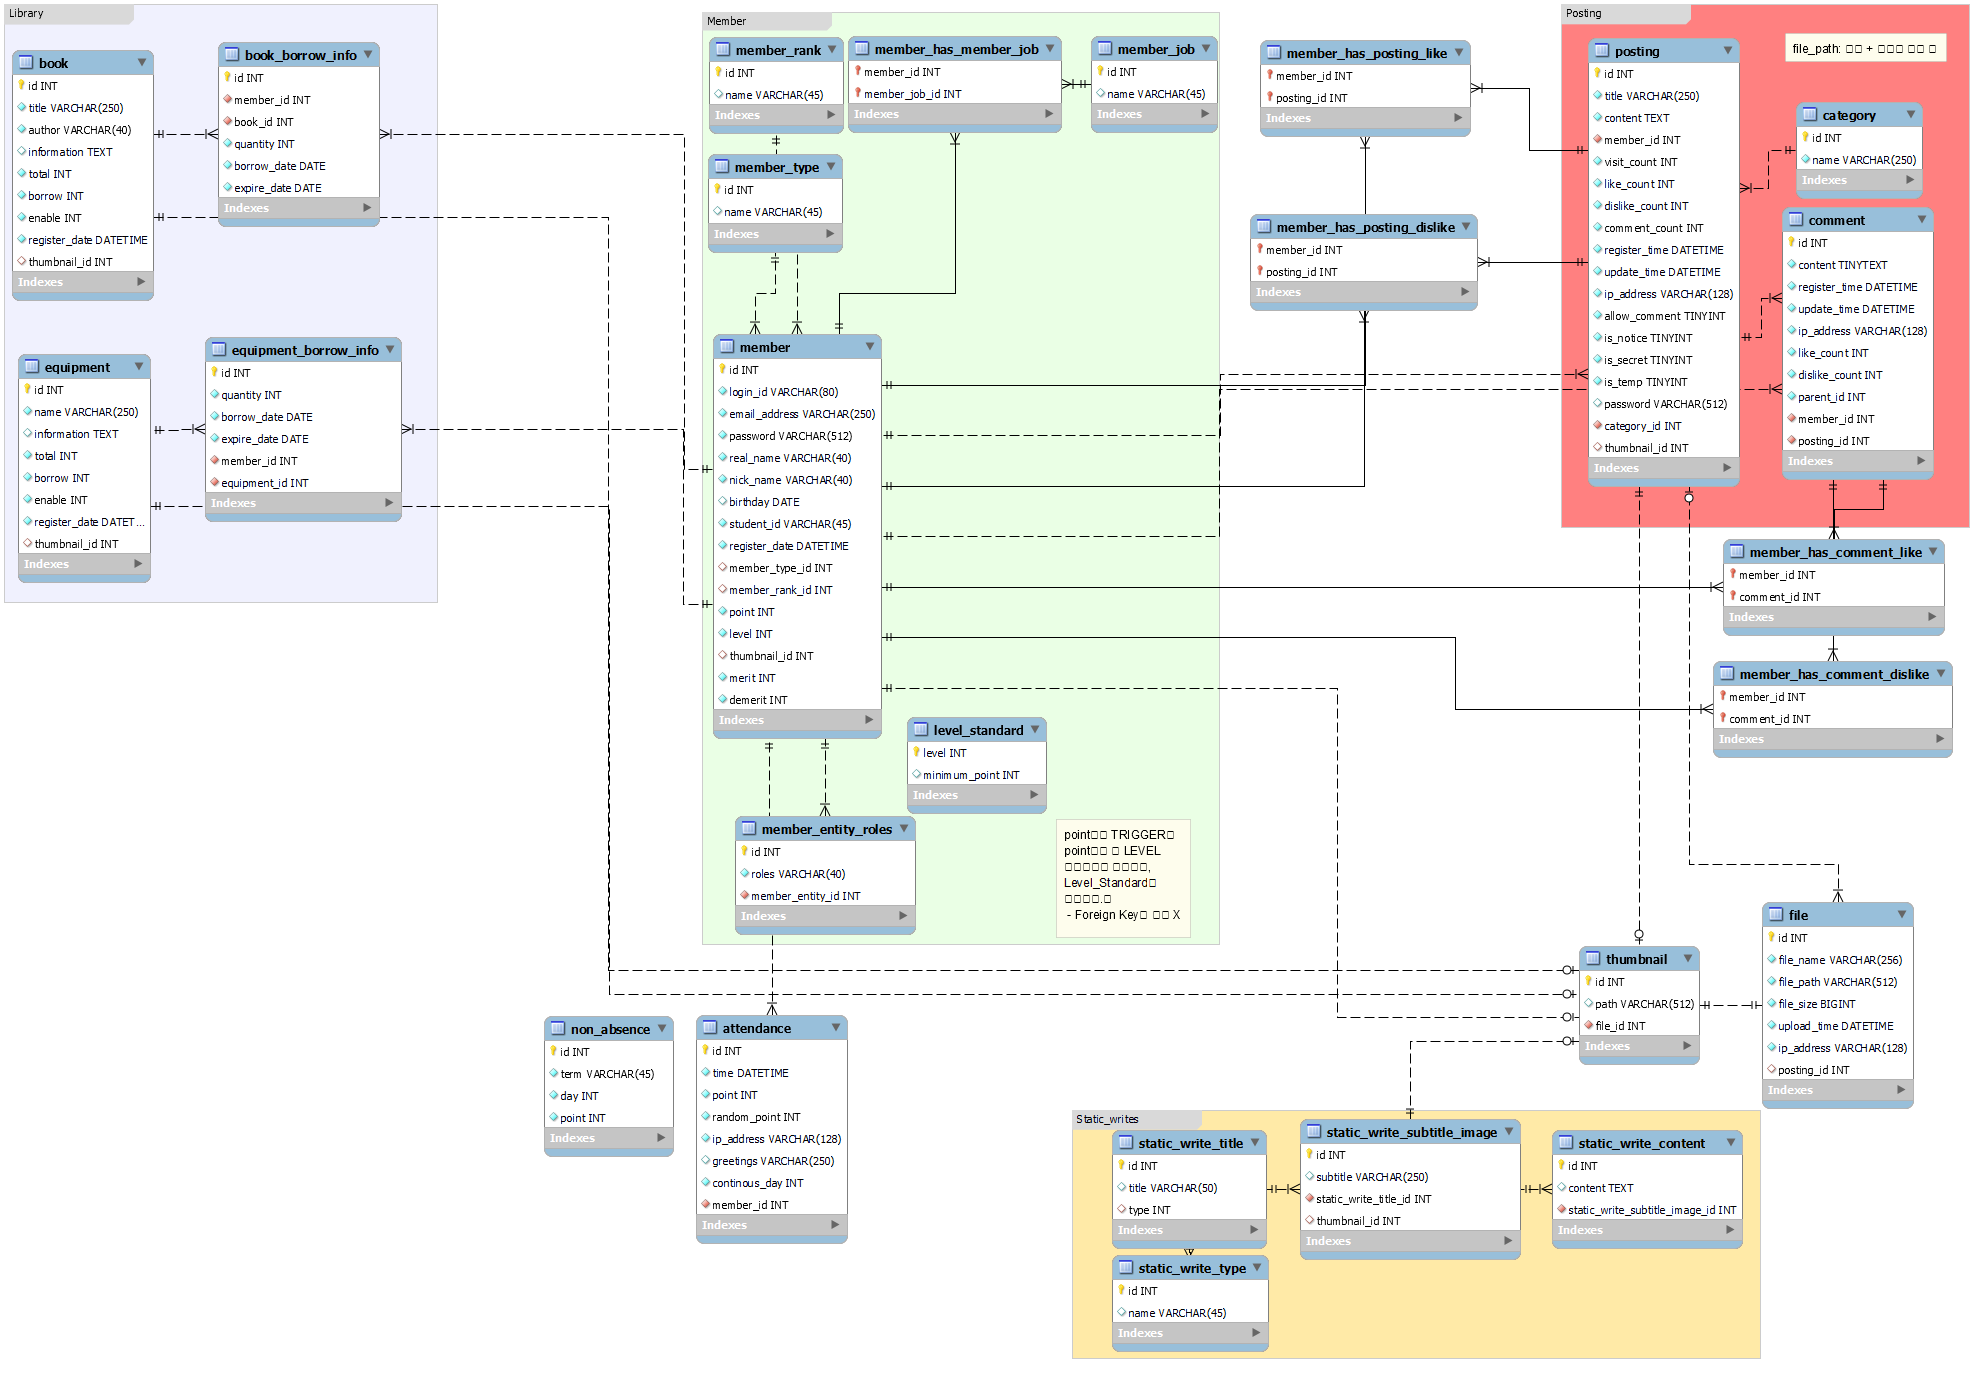 Library
book
id INT
title VARCHAR(250)
author VARCHAR(40)
information TEXT
total INT
borrow INT
enable INT
register_date DATETIME
thumbnail_id INT
Indexes
book_borrow_info
id INT
member_id INT
book_id INT
quantity INT
borrow_date DATE
expire_date DATE
Indexes
equipment
id INT
name VARCHAR(250)
information TEXT
total INT
borrow INT
enable INT
register_date DATET...
thumbnail_id INT
Indexes
equipment_borrow_info
id INT
quantity INT
borrow_date DATE
expire_date DATE
member_id INT
equipment_id INT
Indexes
Member
member_rank
id INT
name VARCHAR(45)
Indexes
member_has_member_job
member_id INT
member_job_id INT
Indexes
member_job
id INT
name VARCHAR(45)
Indexes
member_type
id INT
name VARCHAR(45)
Indexes
member
id INT
login_id VARCHAR(80)
email_address VARCHAR(250)
password VARCHAR(512)
real_name VARCHAR(40)
nick_name VARCHAR(40)
birthday DATE
student_id VARCHAR(45)
register_date DATETIME
member_type_id INT
member_rank_id INT
point INT
level INT
thumbnail_id INT
merit INT
demerit INT
Indexes
level_standard
level INT
minimum_point INT
Indexes
member_entity_roles
id INT
roles VARCHAR(40)
member_entity_id INT
Indexes
point TRIGGER
point LEVEL
,
Level_Standard
.
- Foreign Key X
member_has_posting_like
member_id INT
posting_id INT
Indexes
member_has_posting_dislike
member_id INT
posting_id INT
Indexes
Posting
file_path: +
posting
id INT
title VARCHAR(250)
content TEXT
member_id INT
visit_count INT
like_count INT
dislike_count INT
comment_count INT
register_time DATETIME
update_time DATETIME
ip_address VARCHAR(128)
allow_comment TINYINT
is_notice TINYINT
is_secret TINYINT
is_temp TINYINT
password VARCHAR(512)
category_id INT
thumbnail_id INT
Indexes
category
id INT
name VARCHAR(250)
Indexes
comment
id INT
content TINYTEXT
register_time DATETIME
update_time DATETIME
ip_address VARCHAR(128)
like_count INT
dislike_count INT
parent_id INT
member_id INT
posting_id INT
Indexes
member_has_comment_like
member_id INT
comment_id INT
Indexes
member_has_comment_dislike
member_id INT
comment_id INT
Indexes
file
id INT
file_name VARCHAR(256)
file_path VARCHAR(512)
file_size BIGINT
upload_time DATETIME
ip_address VARCHAR(128)
posting_id INT
Indexes
thumbnail
id INT
path VARCHAR(512)
file_id INT
Indexes
non_absence
id INT
term VARCHAR(45)
day INT
point INT
Indexes
attendance
id INT
time DATETIME
point INT
random_point INT
ip_address VARCHAR(128)
greetings VARCHAR(250)
continous_day INT
member_id INT
Indexes
Static_writes
static_write_title
id INT
title VARCHAR(50)
type INT
Indexes
static_write_subtitle_image
id INT
subtitle VARCHAR(250)
static_write_title_id INT
thumbnail_id INT
Indexes
static_write_content
id INT
content TEXT
static_write_subtitle_image_id INT
Indexes
static_write_type
id INT
name VARCHAR(45)
Indexes